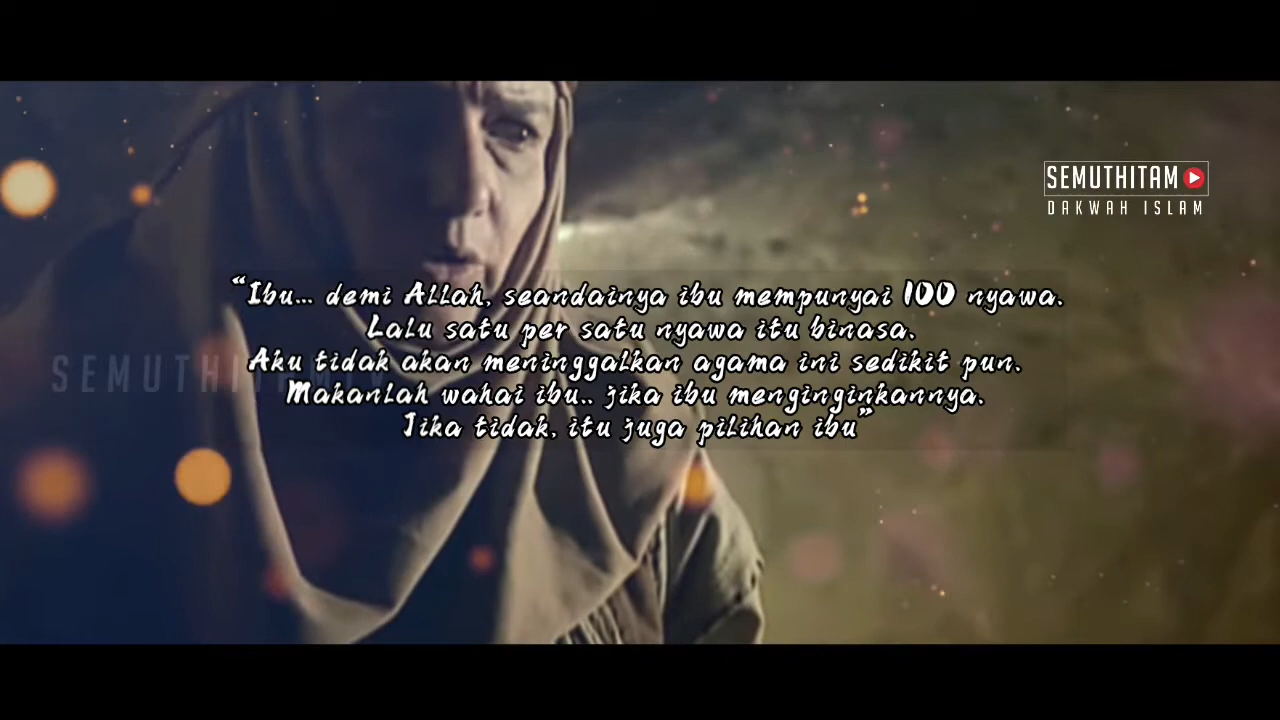 SEMUTHITAM
DAKWAH ISLAM
“Ibu... demi Allah, seandainya ibu mempunyai 100 nyawa.
Lalu satu per satu nyawa itu binasa.
Aku tidak akan meninggalkan agama ini sedikit pun.
Makanlah wahai ibu.. jika ibu menginginkannya.
Jika tidak, itu juga pilihan ibu”